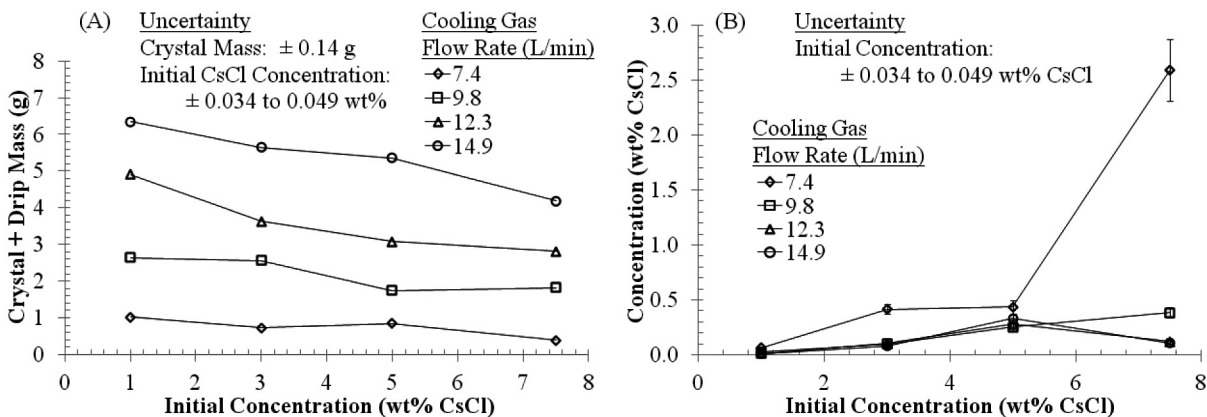 (A)
Uncertainty
Crystal Mass: ± 0.14 g
Initial CsCl Concentration:
± 0.034 to 0.049 wt%
Cooling Gas
Flow Rate (L/min)
7.4
9.8
12.3
14.9
Crystal + Drip Mass (g)
8
7
6
5
4
3
2
1
0
0 1 2 3 4 5 6 7 8
Initial Concentration (wt% CsCl)
(B)
Uncertainty
Initial Concentration:
± 0.034 to 0.049 wt% CsCl
Cooling Gas
Flow Rate (L/min)
7.4
9.8
12.3
14.9
Concentration (wt% CsCl)
3.0
2.5
2.0
1.5
1.0
0.5
0.0
0 2 4 6 8
Initial Concentration (wt% CsCl)